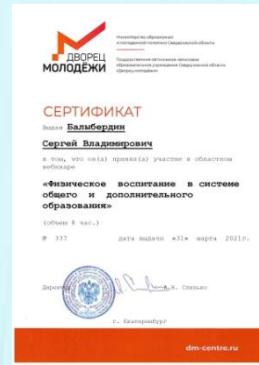 ДВОРЕЦ
МОЛОДЁЖИ
Министерство образования
и молодежной политики Свердловской области
Государственное автономное нетиповое
образовательное учреждение Свердловской области
«Дворец молодёжи»
СЕРТИФИКАТ
Выдан Балыбердин
Сергей Владимирович
в том, что он(а) принял(а) участие в областном
вебинаре
«Физическое воспитание в системе
общего и дополнительного
образования»
(объем 8 час.)
№ 337 дата выдачи «31» марта 2021г.
Директор А.Н. Слизько
г. Екатеринбург
dm-centre.ru